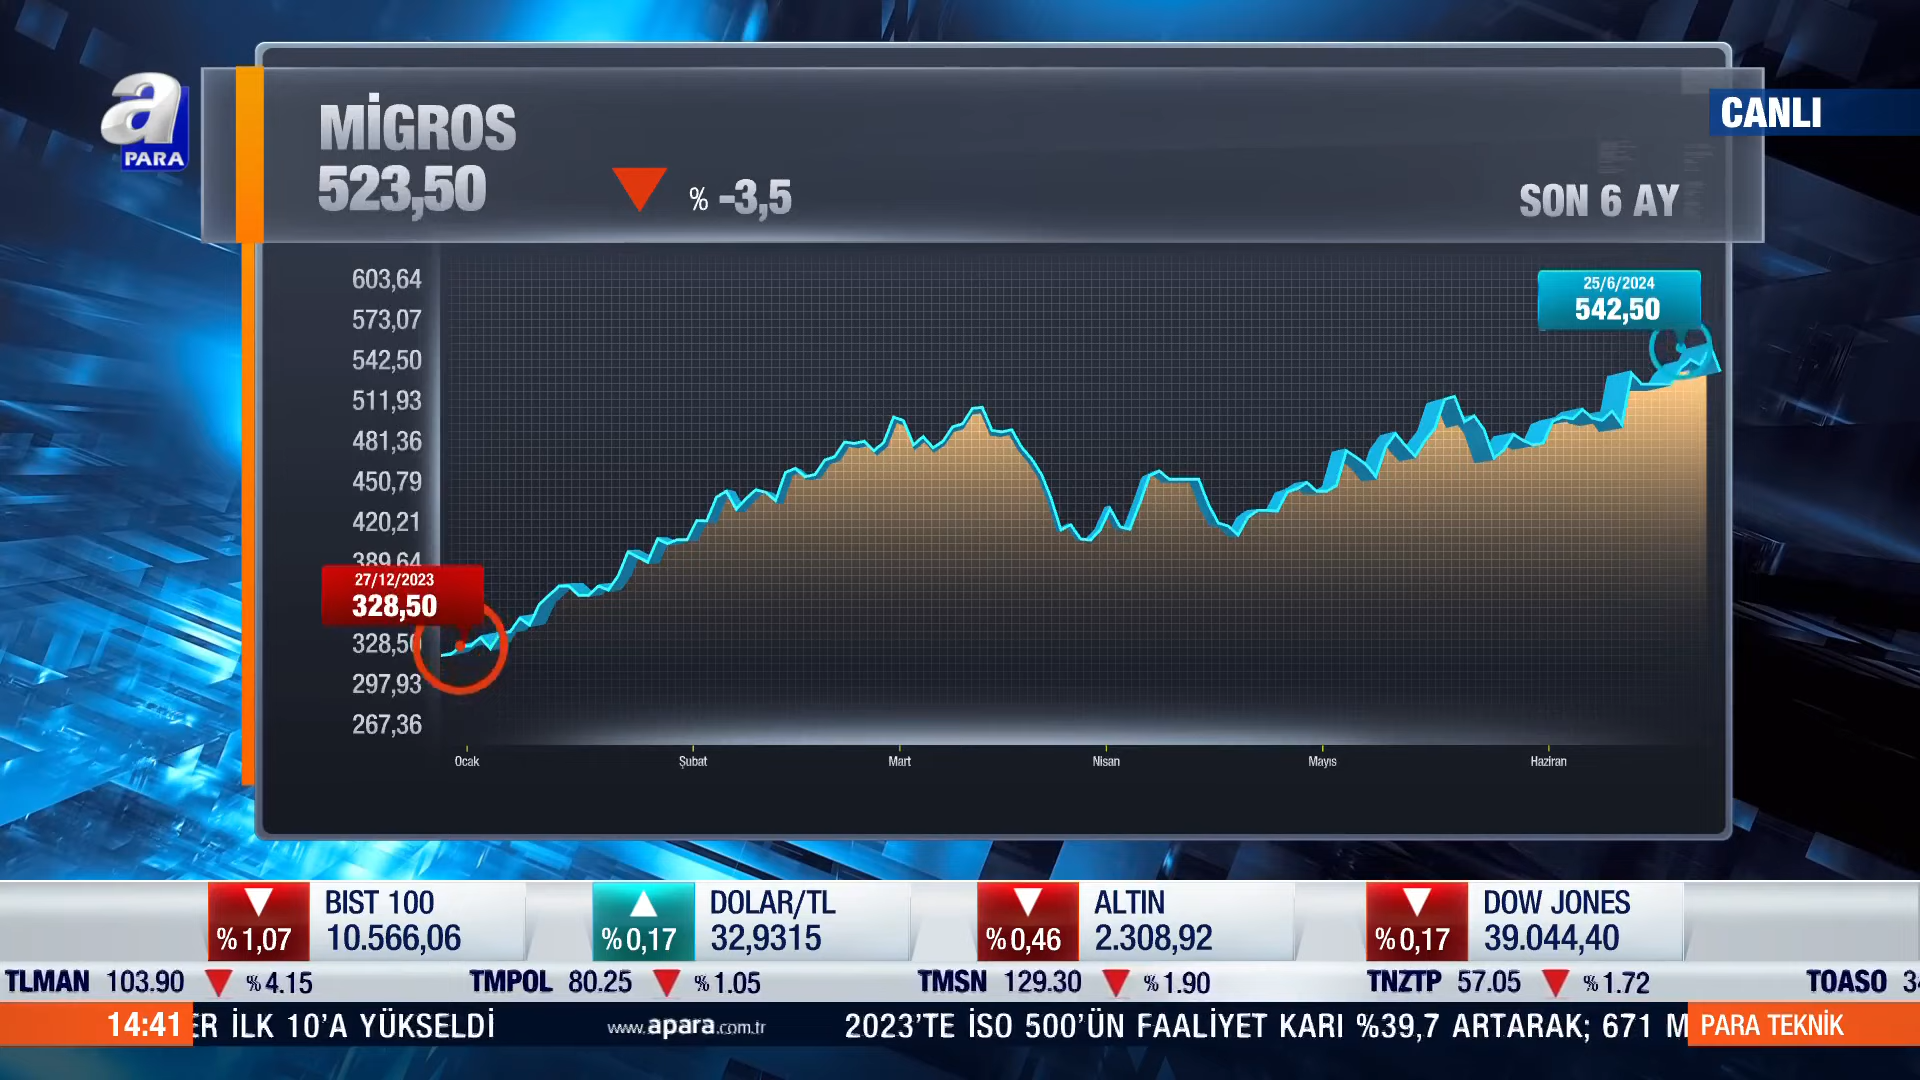 a
PARA
CANLI
MİGROS
523,50
% -3,5
SON 6 AY
603,64
573,07
542,50
511,93
481,36
450,79
420,21
389,64
328,50
297,93
267,36
27/12/2023
328,50
25/6/2024
542,50
Ocak Şubat Mart Nisan Mayıs Haziran
%1,07 BIST 100 10.566,06
%0,17 DOLAR/TL 32,9315
%0,46 ALTIN 2.308,92
%0,17 DOW JONES 39.044,40
TLMAN 103.90 %4.15 TMPOL 80.25 %1.05 TMSN 129.30 %1.90 TNZTP 57.05 %1.72 TOASO
14:41 ER İLK 10'A YÜKSELDİ www.apara.com.tr 2023'TE İSO 500'ÜN FAALİYET KARI %39,7 ARTARAK; 671 M PARA TEKNİK